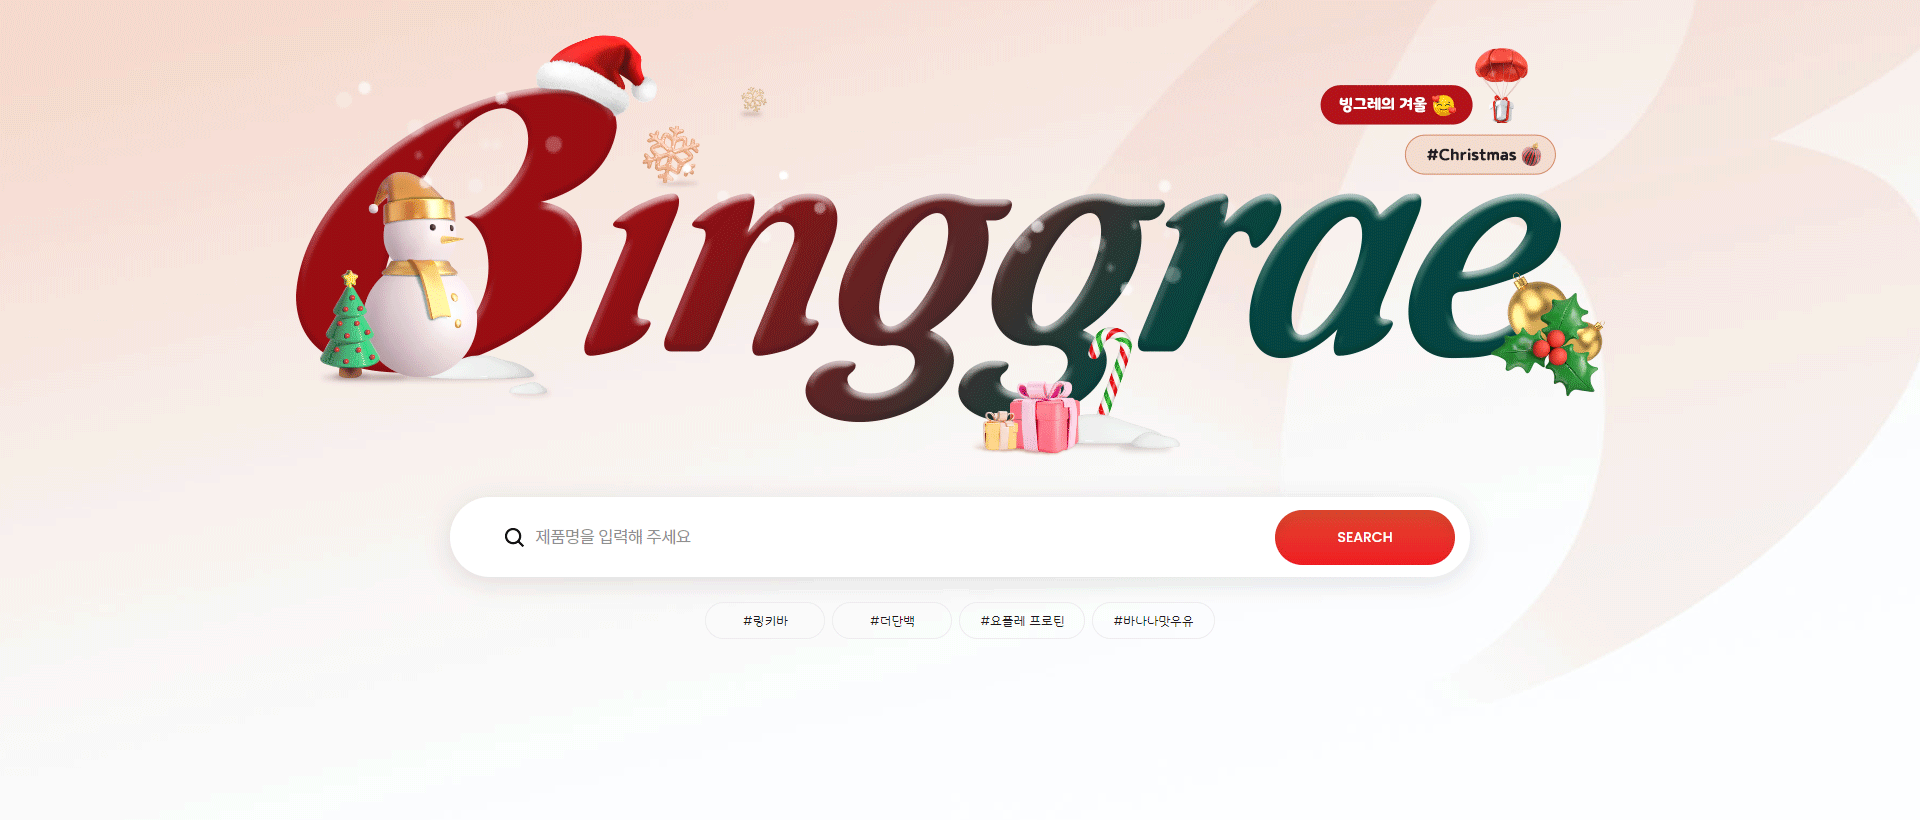 빙그레의 겨울 🥰
#Christmas
Binggrae
제품명을 입력해 주세요
SEARCH
#링키바
#더단백
#요플레 프로틴
#바나나맛우유